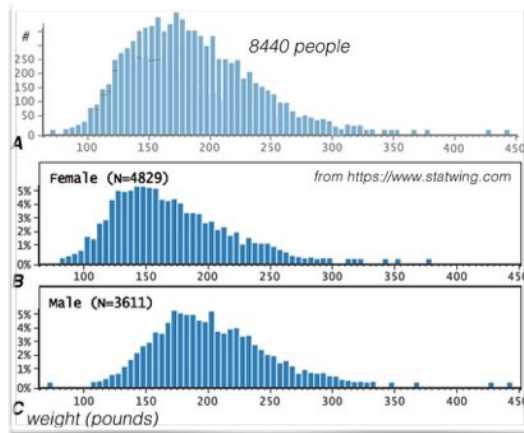 #
8440 people
250
200
150
100
50
0
A
100 150 200 250 300 350 400 450
Female (N=4829)
from https://www.statwing.com
5%
4%
3%
2%
1%
0%
B
100 150 200 250 300 350 400 450
Male (N=3611)
5%
4%
3%
2%
1%
0%
C
100 150 200 250 300 350 400 450
weight (pounds)